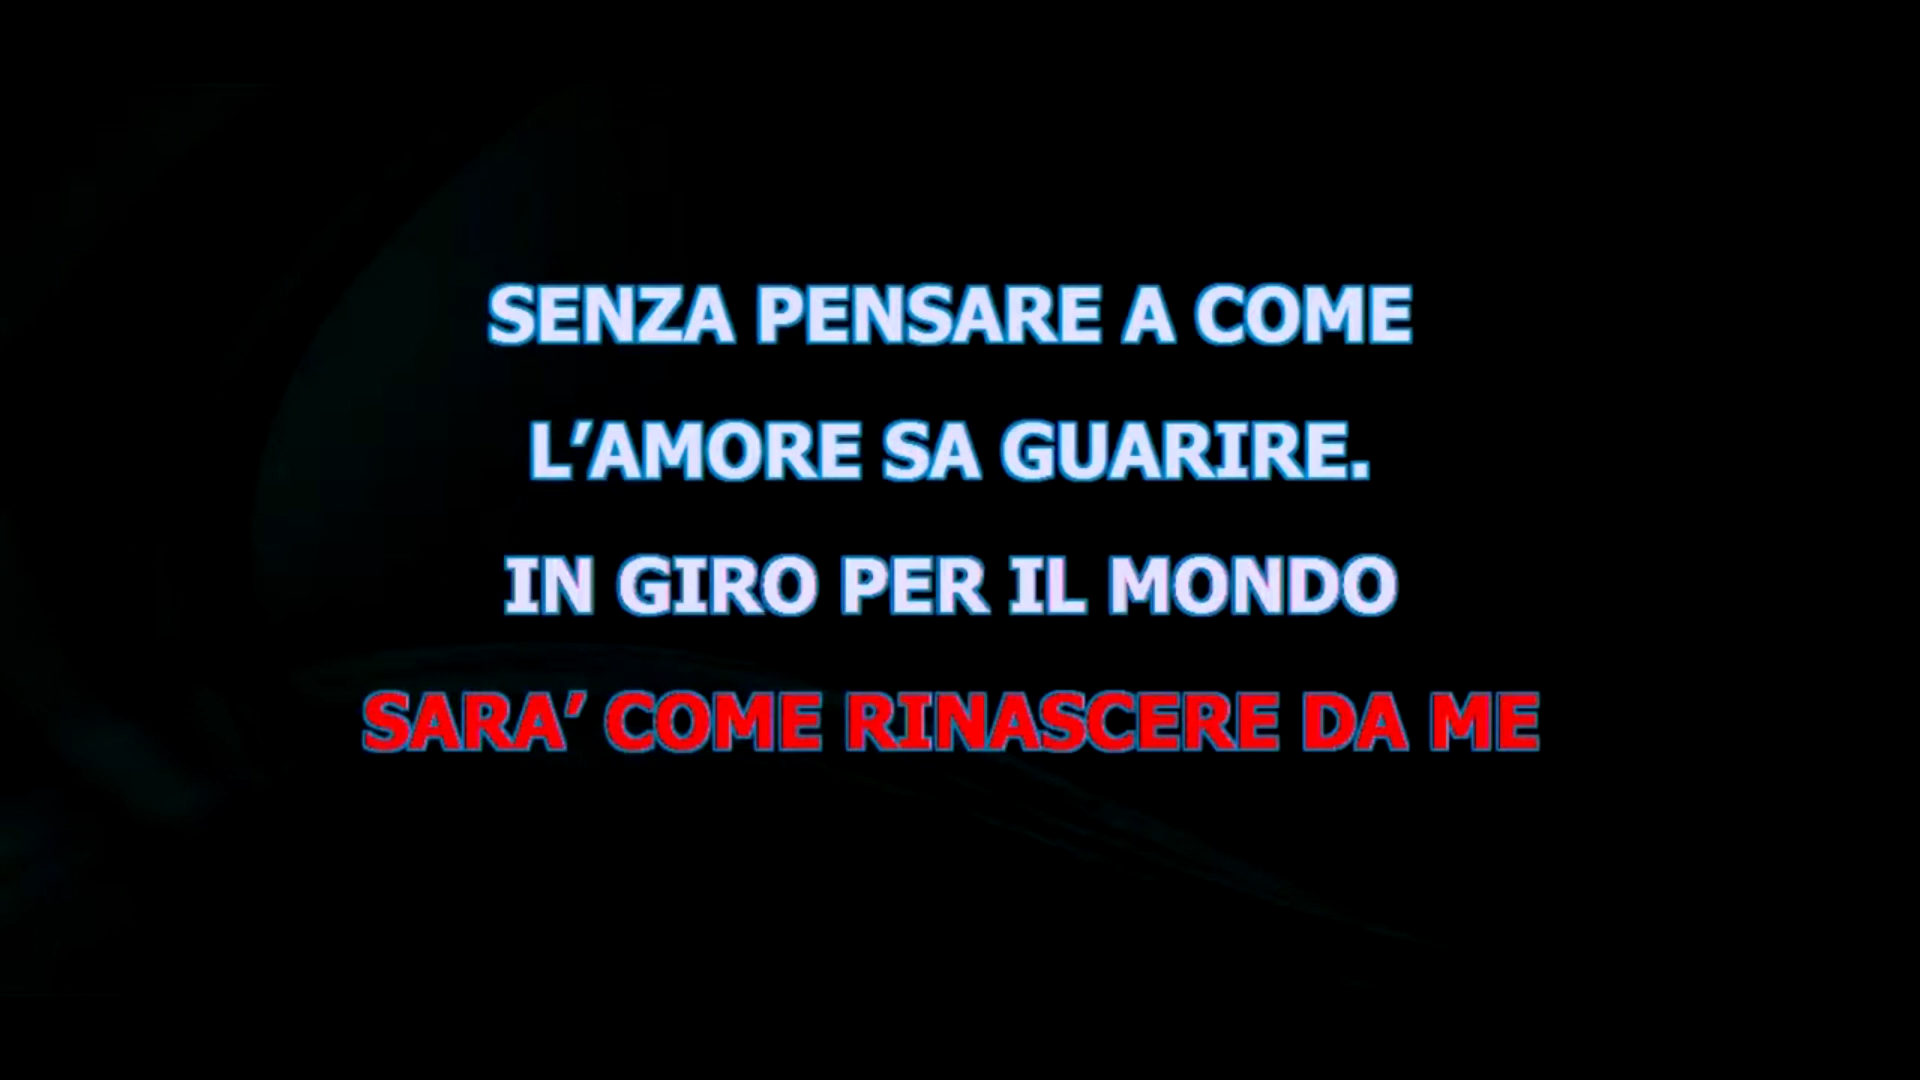 SENZA PENSARE A COME
L’AMORE SA GUARIRE.
IN GIRO PER IL MONDO
SARA’ COME RINASCERE DA ME